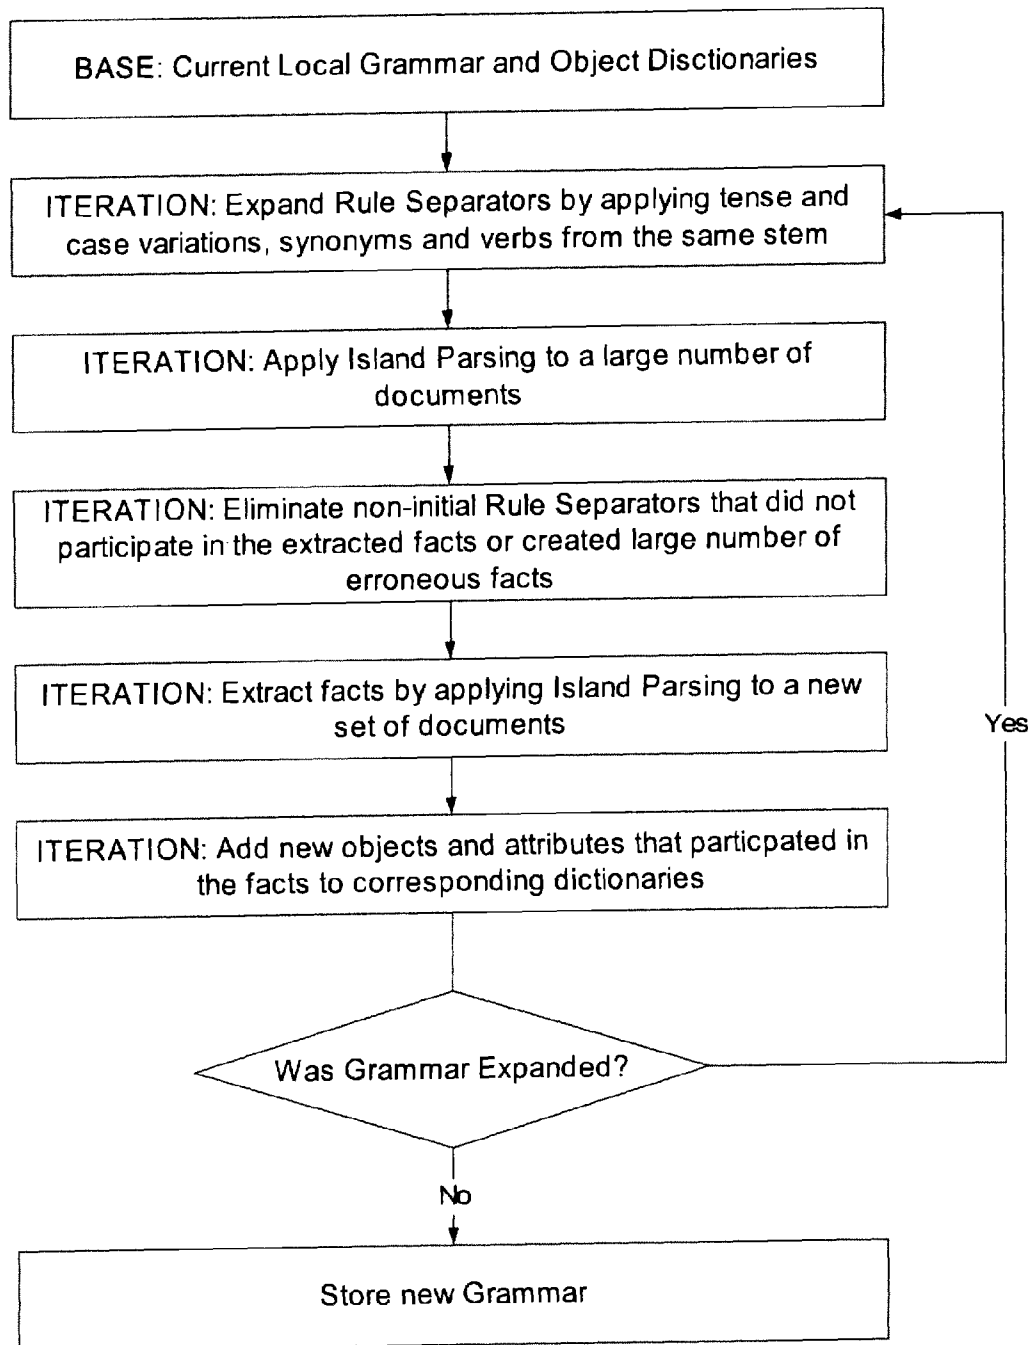 BASE: Current Local Grammar and Object Disctionaries
ITERATION: Expand Rule Separators by applying tense and
case variations, synonyms and verbs from the same stem
ITERATION: Apply Island Parsing to a large number of
documents
ITERATION: Eliminate non-initial Rule Separators that did not
participate in the extracted facts or created large number of
erroneous facts
ITERATION: Extract facts by applying Island Parsing to a new
set of documents
Yes
ITERATION: Add new objects and attributes that particpated in
the facts to corresponding dictionaries
Was Grammar Expanded?
No
Store new Grammar